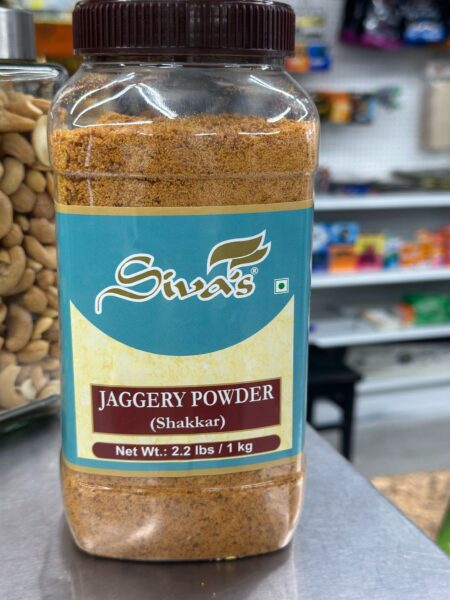 Siva's®
JAGGERY POWDER
(Shakkar)
Net Wt.: 2.2 lbs / 1 kg